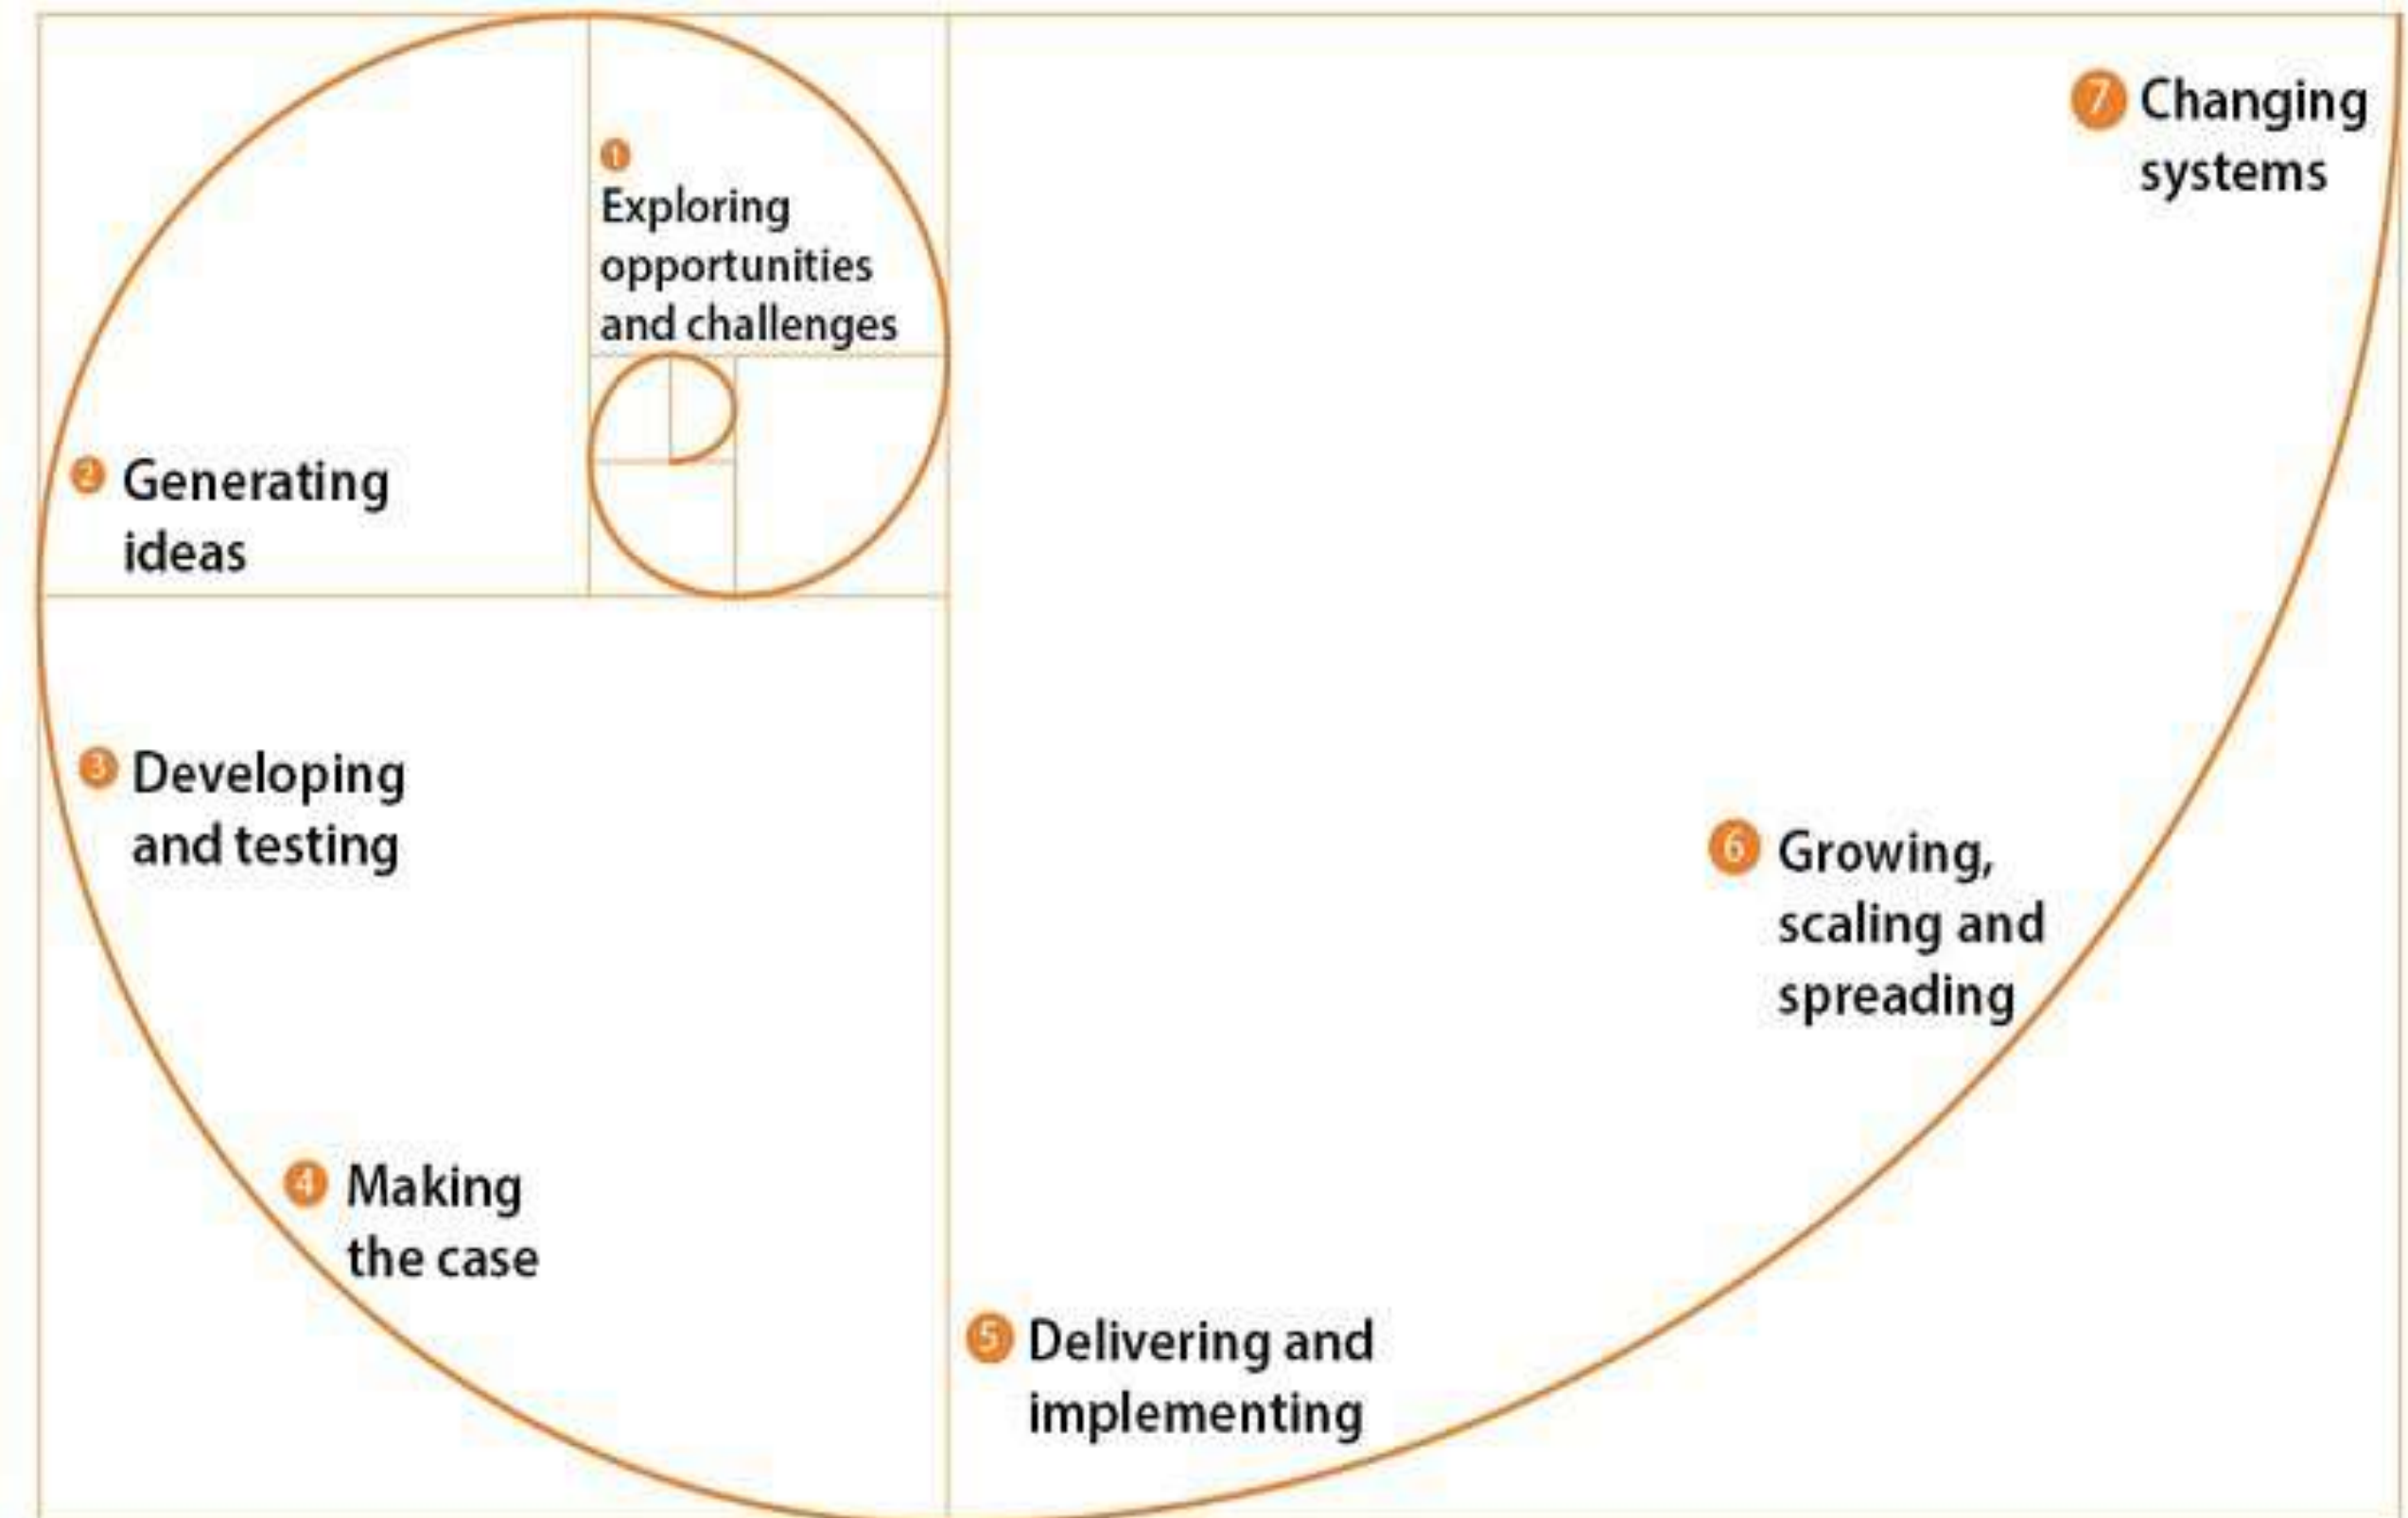 1
Exploring
opportunities
and challenges
2 Generating
ideas
3 Developing
and testing
4 Making
the case
5 Delivering and
implementing
6 Growing,
scaling and
spreading
7 Changing
systems